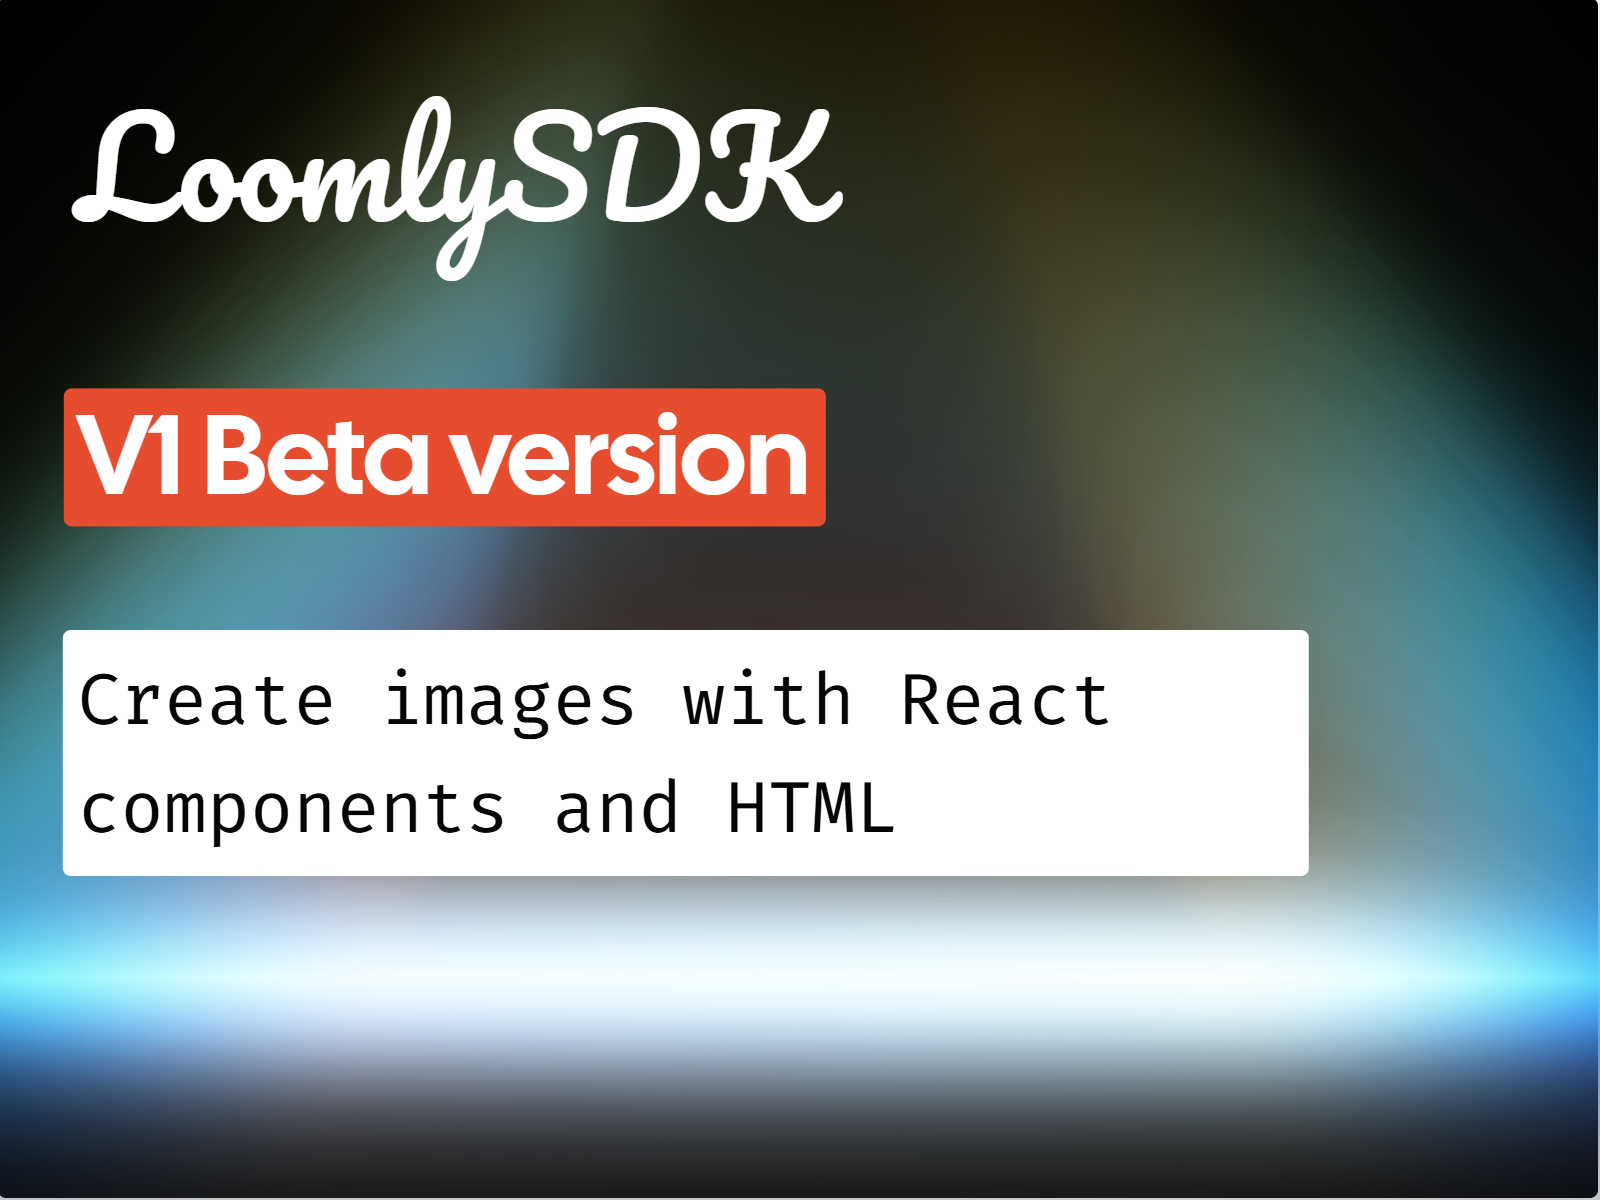 LoomlySDK
V1 Beta version
Create images with React
components and HTML